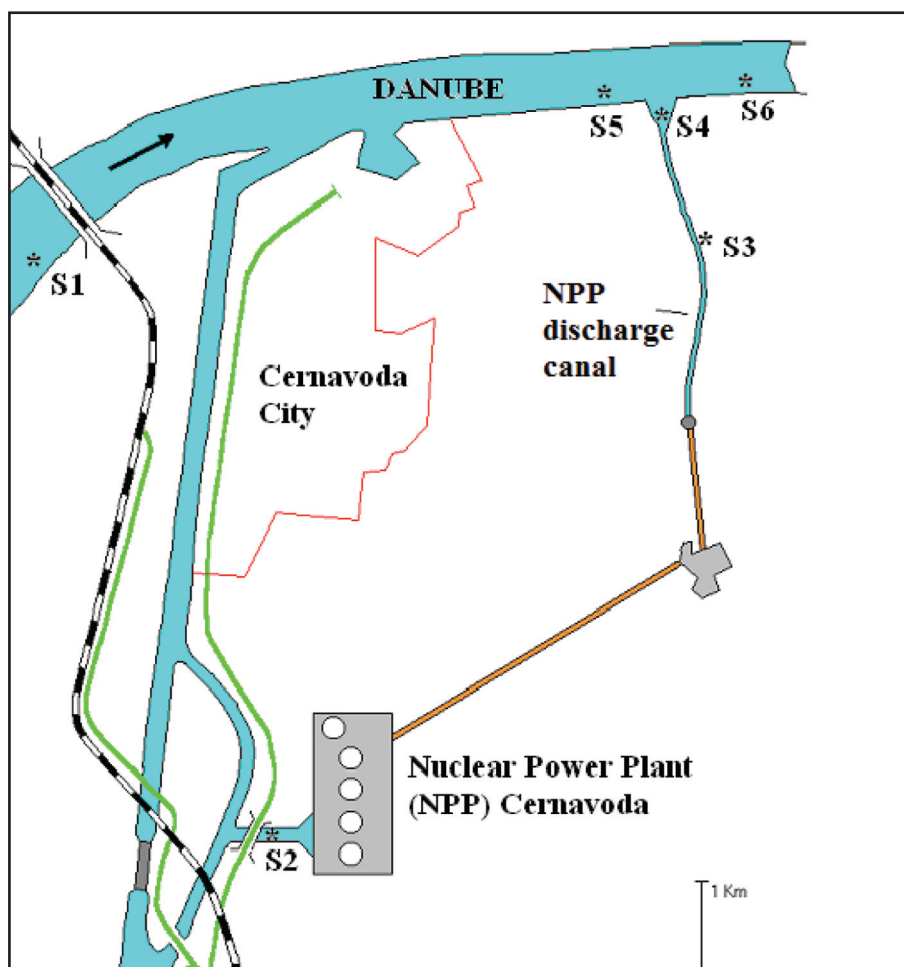 DANUBE
S5
S4
S6
S1
S3
NPP
discharge
canal
Cernavoda
City
Nuclear Power Plant
(NPP) Cernavoda
S2
1 Km